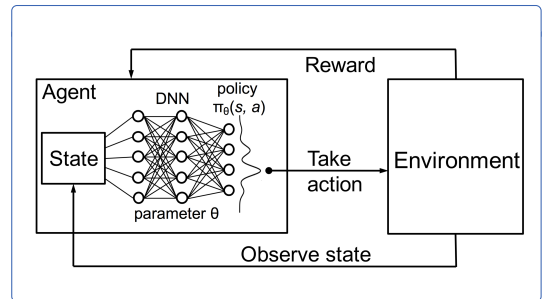 Reward
Agent
DNN
policy
πθ(s, a)
State
Take
action
Environment
parameter θ
Observe state